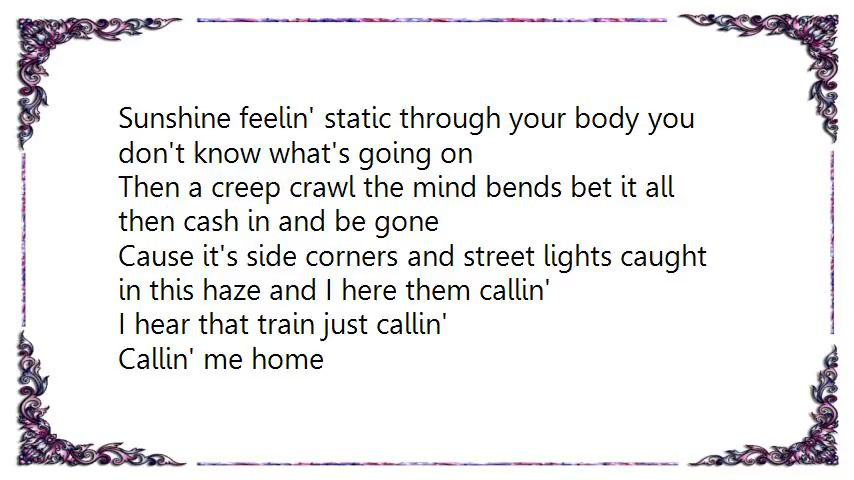 Sunshine feelin' static through your body you
don't know what's going on
Then a creep crawl the mind bends bet it all
then cash in and be gone
Cause it's side corners and street lights caught
in this haze and I here them callin'
I hear that train just callin'
Callin' me home